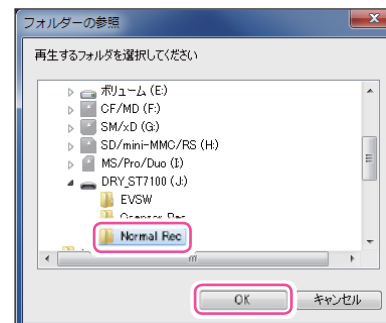 フォルダーの参照
再生するフォルダを選択してください
ボリューム (E:)
CF/MD (F:)
SM/xD (G:)
SD/mini-MMC/RS (H:)
MS/Pro/Duo (I:)
DRY_ST7100 (J:)
EVSW
Normal Rec
OK
キャンセル